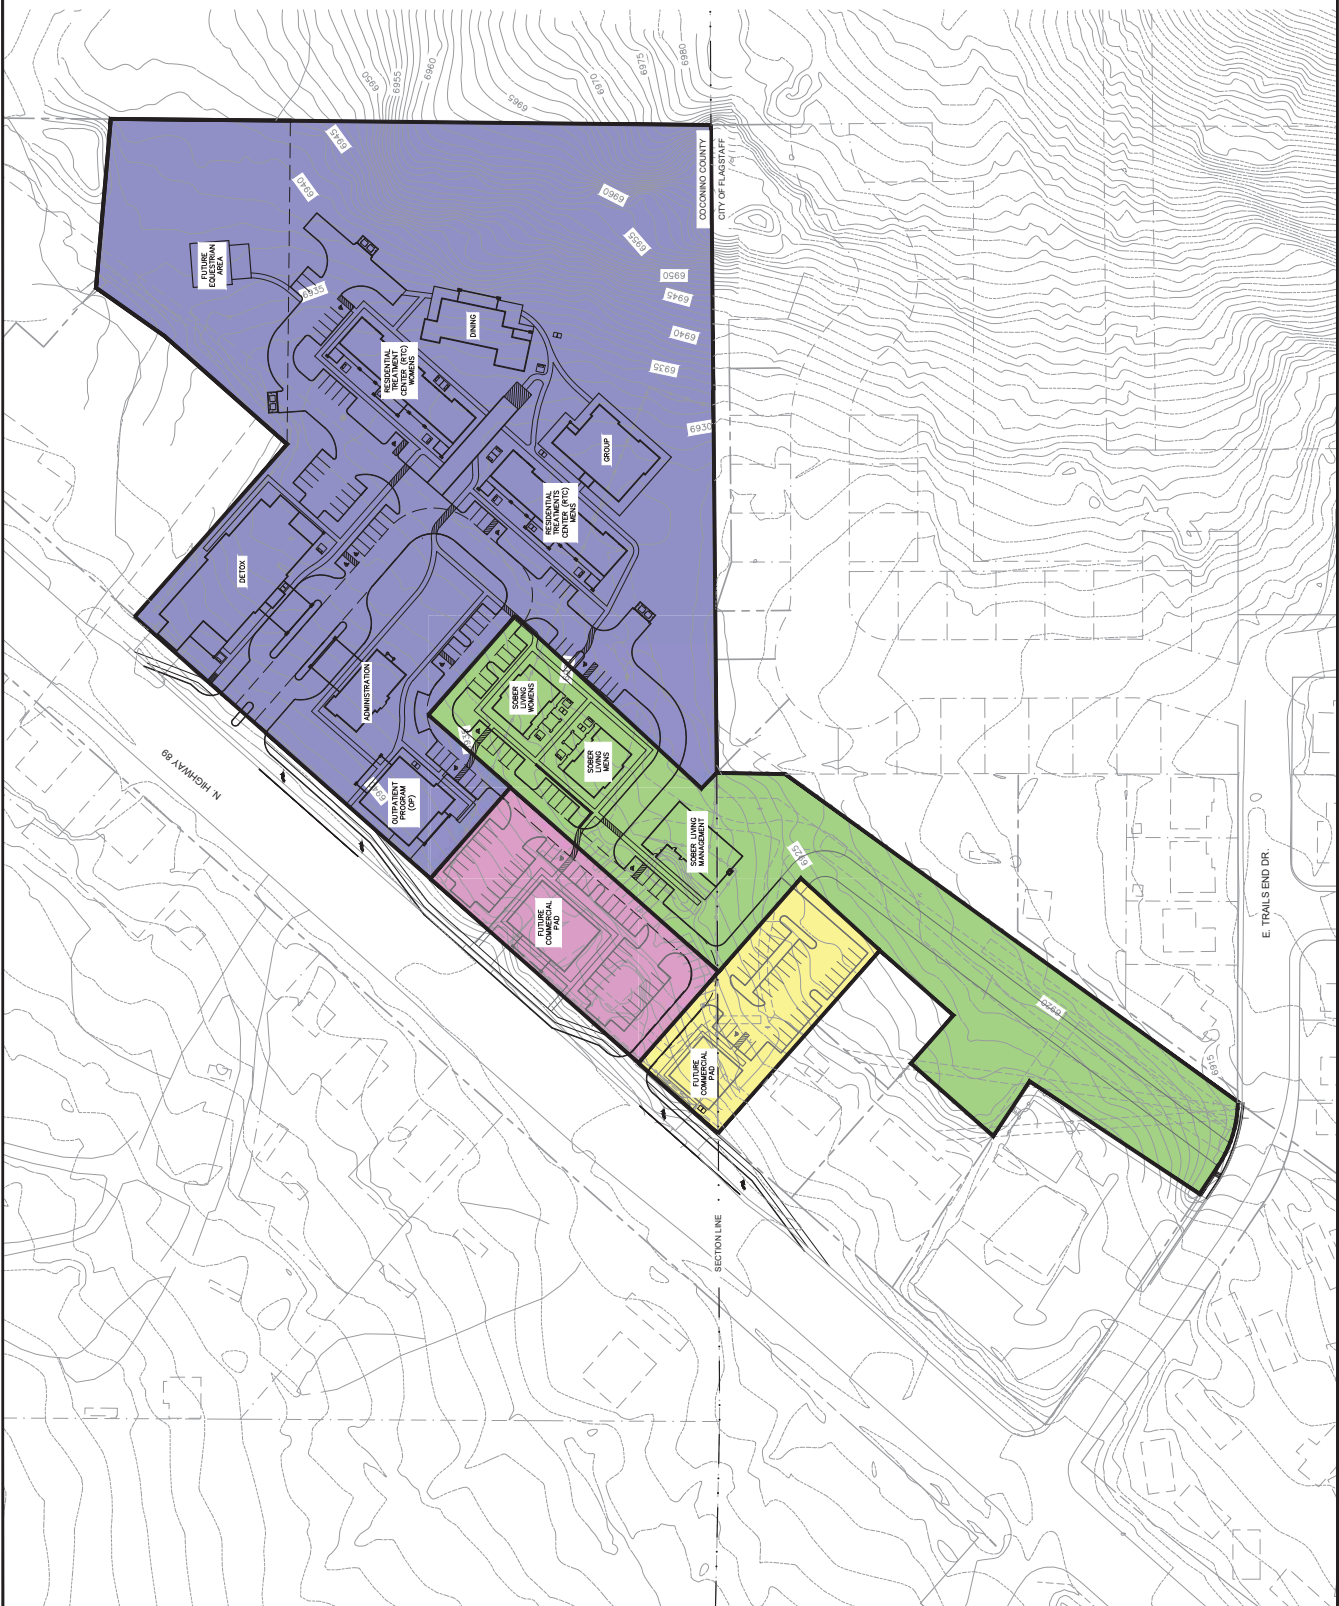 6950
6955
6960
6965
6970
6975
6980
6945
6940
COCONINO COUNTY
CITY OF FLAGSTAFF
6960
6955
6950
6945
6940
6935
6930
FUTURE
EQUESTRIAN
AREA
6935
DINING
RESIDENTIAL
TREATMENT
CENTER (RTC)
WOMENS
GROUP
RESIDENTIAL
TREATMENTS
CENTER (RTC)
MENS
DETOX
ADMINISTRATION
SOBER
LIVING
WOMENS
SOBER
LIVING
MENS
N. HIGHWAY 89
OUTPATIENT
PROGRAM
(OP)
SOBER LIVING
MANAGEMENT
6925
FUTURE
COMMERCIAL
PAD
FUTURE
COMMERCIAL
PAD
6920
6915
E. TRAILS END DR.
SECTION LINE